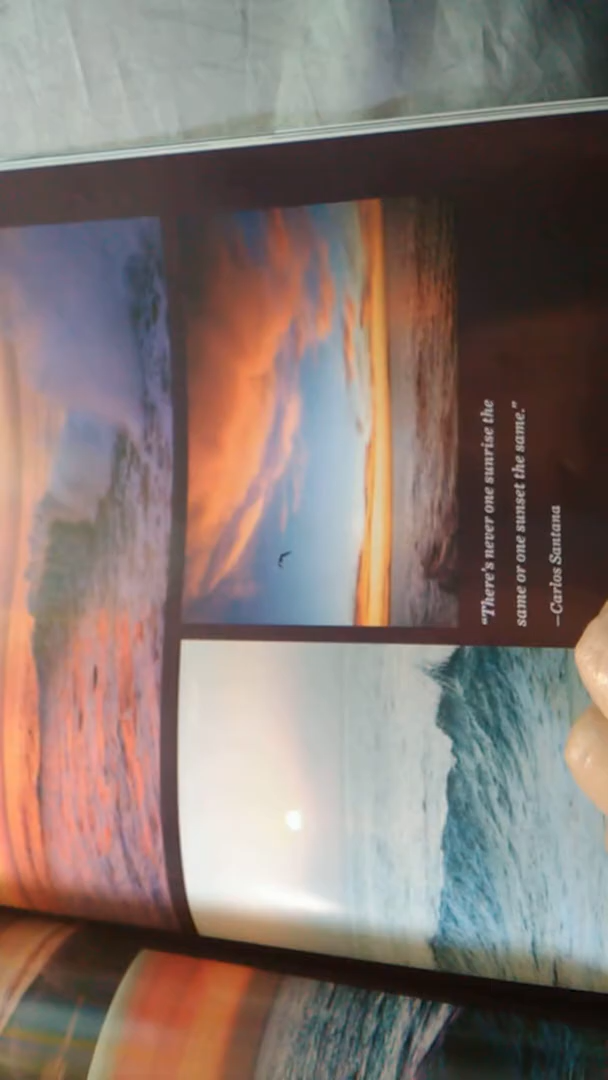 “There’s never one sunrise the
same or one sunset the same.”
—Carlos Santana